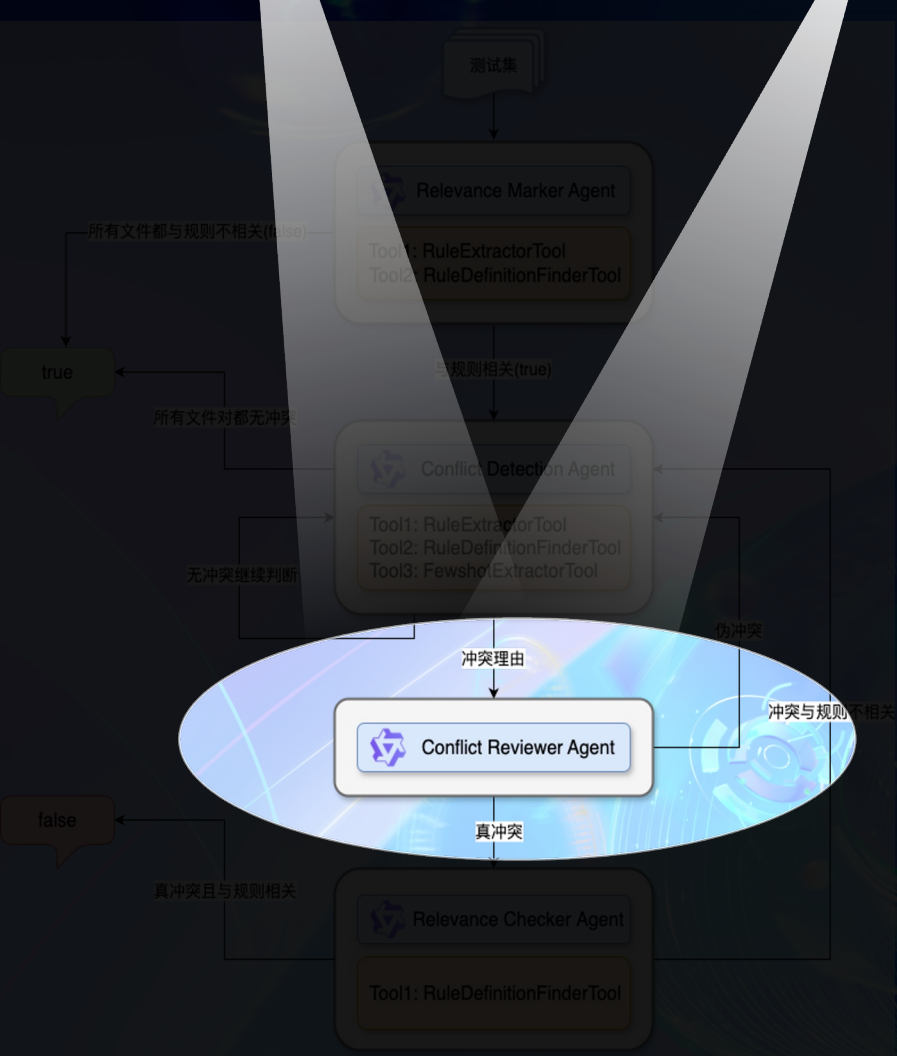 测试集
Relevance Marker Agent
所有文件都与规则不相关(false)
Tool1: RuleExtractorTool
Tool2: RuleDefinitionFinderTool
true
与规则相关(true)
所有文件对都无冲突
Conflict Detection Agent
Tool1: RuleExtractorTool
Tool2: RuleDefinitionFinderTool
Tool3: FewshotExtractorTool
无冲突继续判断
伪冲突
冲突理由
冲突与规则不相关
Conflict Reviewer Agent
false
真冲突
真冲突且与规则相关
Relevance Checker Agent
Tool1: RuleDefinitionFinderTool